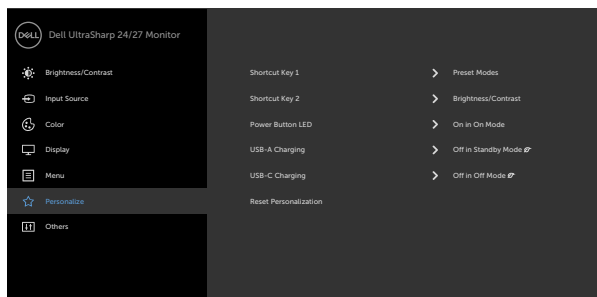 DELL Dell UltraSharp 24/27 Monitor
Brightness/Contrast Shortcut Key 1 Preset Modes
Input Source Shortcut Key 2 Brightness/Contrast
Color Power Button LED On in On Mode
Display USB-A Charging Off in Standby Mode
Menu USB-C Charging Off in Off Mode
Personalize Reset Personalization
Others